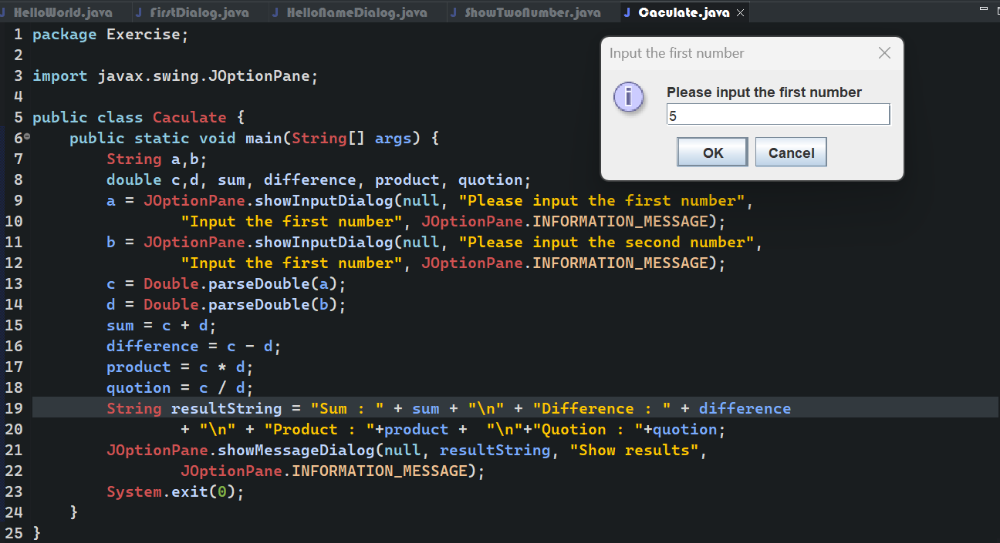 HelloWorld.java FirstDialog.java HelloNameDialog.java ShowTwoNumber.java Caculate.java
1 package Exercise;
2
3 import javax.swing.JOptionPane;
4
5 public class Caculate {
6 public static void main(String[] args) {
7 String a,b;
8 double c,d, sum, difference, product, quotion;
9 a = JOptionPane.showInputDialog(null, "Please input the first number",
10 "Input the first number", JOptionPane.INFORMATION_MESSAGE);
11 b = JOptionPane.showInputDialog(null, "Please input the second number",
12 "Input the first number", JOptionPane.INFORMATION_MESSAGE);
13 c = Double.parseDouble(a);
14 d = Double.parseDouble(b);
15 sum = c + d;
16 difference = c - d;
17 product = c * d;
18 quotion = c / d;
19 String resultString = "Sum : " + sum + "\n" + "Difference : " + difference
20 + "\n" + "Product : "+product +  "\n"+"Quotion : "+quotion;
21 JOptionPane.showMessageDialog(null, resultString, "Show results",
22 JOptionPane.INFORMATION_MESSAGE);
23 System.exit(0);
24 }
25 }
Input the first number
Please input the first number
5
OK Cancel